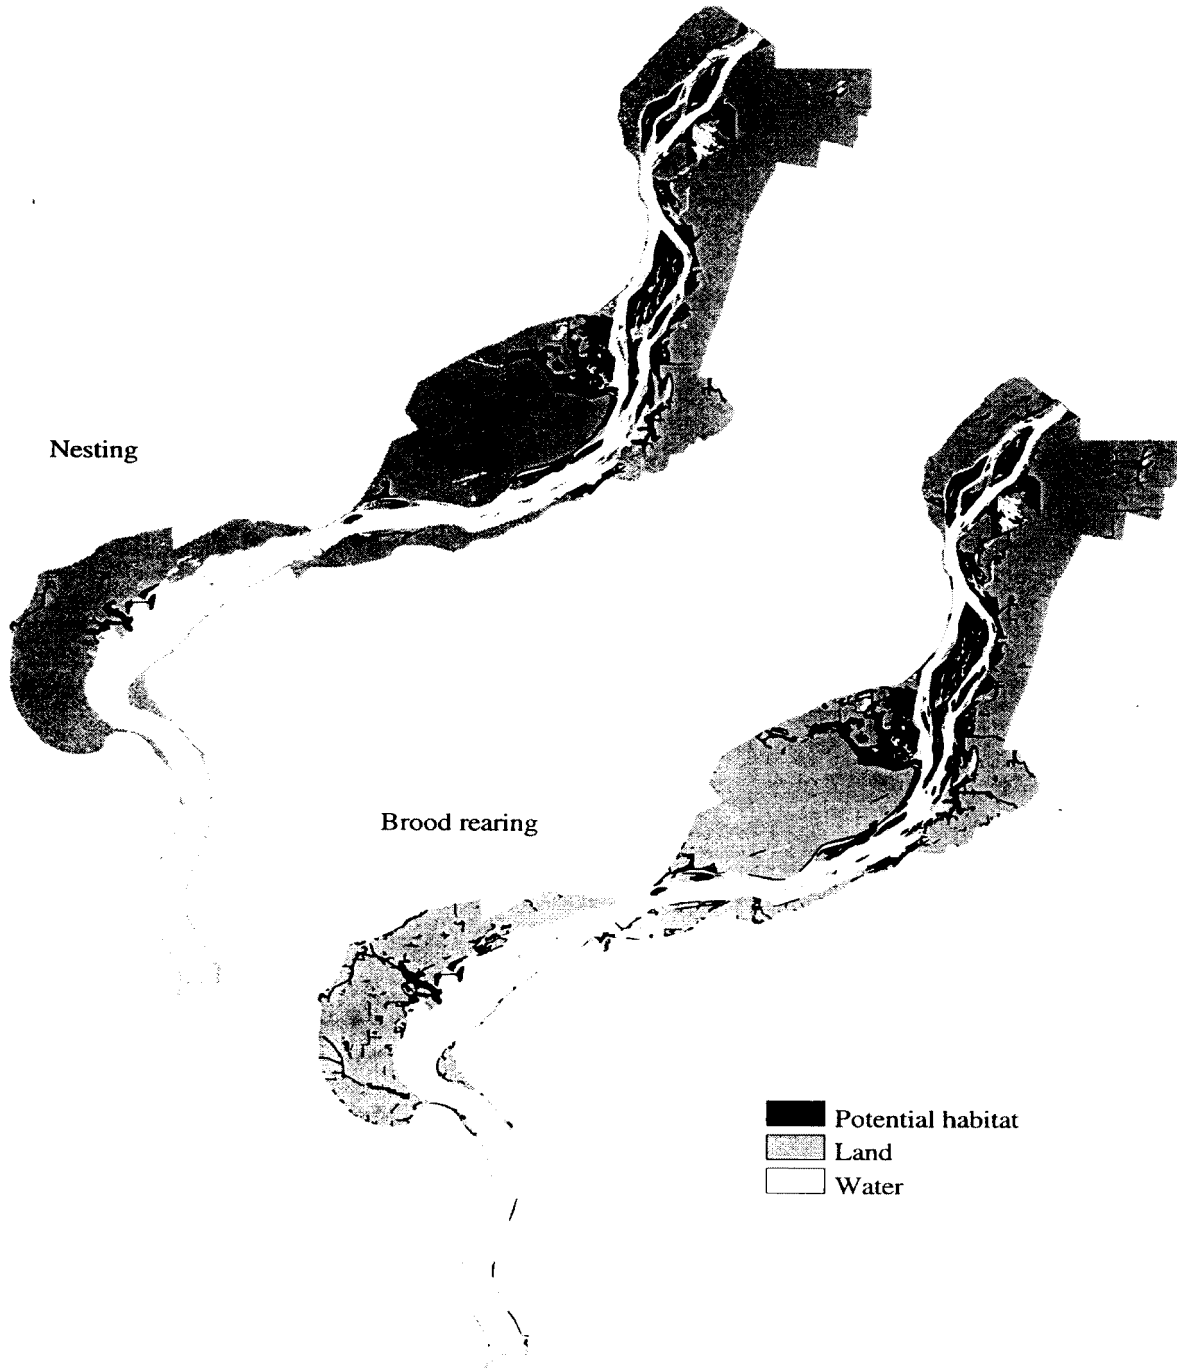 Nesting
Brood rearing
Potential habitat
Land
Water